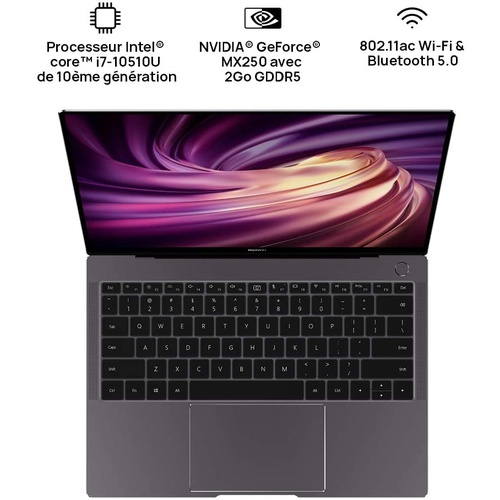 Processeur Intel®
core™ i7-10510U
de 10ème génération
NVIDIA® GeForce®
MX250 avec
2Go GDDR5
802.11ac Wi-Fi &
Bluetooth 5.0
HUAWEI
Q W E R T Y U I O P
A S D F G H J K L
Z X C V B N M